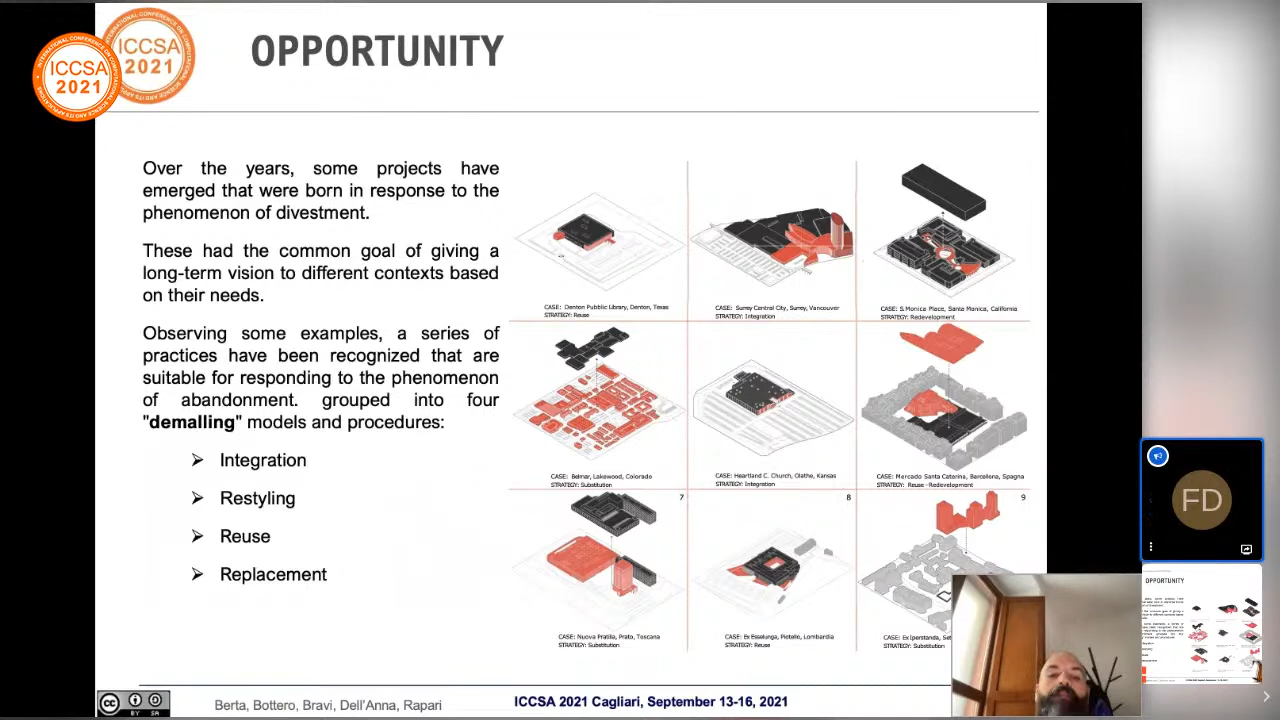 ICCSA
2021
ICCSA
2021
OPPORTUNITY
Over the years, some projects have
emerged that were born in response to the
phenomenon of divestment.
These had the common goal of giving a
long-term vision to different contexts based
on their needs.
Observing some examples, a series of
practices have been recognized that are
suitable for responding to the phenomenon
of abandonment. grouped into four
"demalling" models and procedures:
Integration
Restyling
Reuse
Replacement
CASE: Denton Pubblic Library, Denton, Texas
STRATEGY: Reuse
CASE: Surrey Central City, Surrey, Vancouver
STRATEGY: Integration
CASE: S.Monica Place, Santa Monica, California
STRATEGY: Redevelopment
CASE: Belmar, Lakewood, Colorado
STRATEGY: Substitution
CASE: Heartland C. Church, Olathe, Kansas
STRATEGY: Integration
CASE: Mercado Santa Caterina, Barcellona, Spagna
STRATEGY: Reuse -Redevelopment
7
8
9
CASE: Nuova Pratilia, Prato, Toscana
STRATEGY: Substitution
CASE: Ex Esselunga, Pioltello, Lombardia
STRATEGY: Reuse
CASE: Ex Iperstanda,
STRATEGY: Substitution
BY SA
Berta, Bottero, Bravi, Dell'Anna, Rapari
ICCSA 2021 Cagliari, September 13-16, 2021
FD
OPPORTUNITY